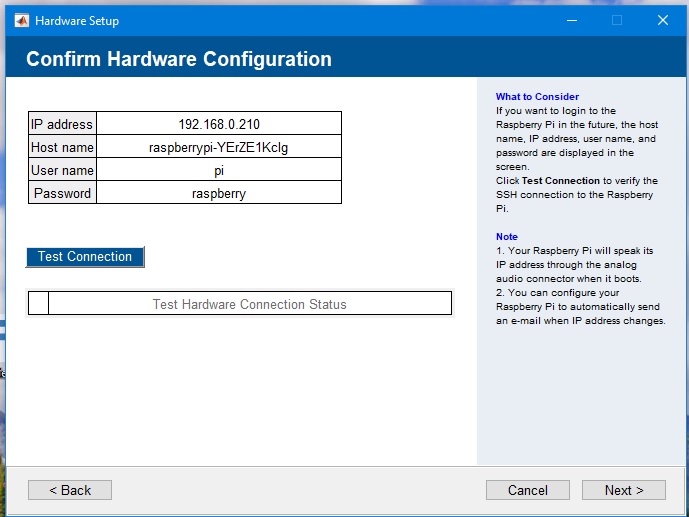 Hardware Setup
Confirm Hardware Configuration
IP address 192.168.0.210
Host name raspberrypi-YErZE1Kclg
User name pi
Password raspberry
Test Connection
Test Hardware Connection Status
What to Consider
If you want to login to the
Raspberry Pi in the future, the host
name, IP address, user name, and
password are displayed in the
screen.
Click Test Connection to verify the
SSH connection to the Raspberry
Pi.
Note
1. Your Raspberry Pi will speak its
IP address through the analog
audio connector when it boots.
2. You can configure your
Raspberry Pi to automatically send
an e-mail when IP address changes.
< Back
Cancel
Next >